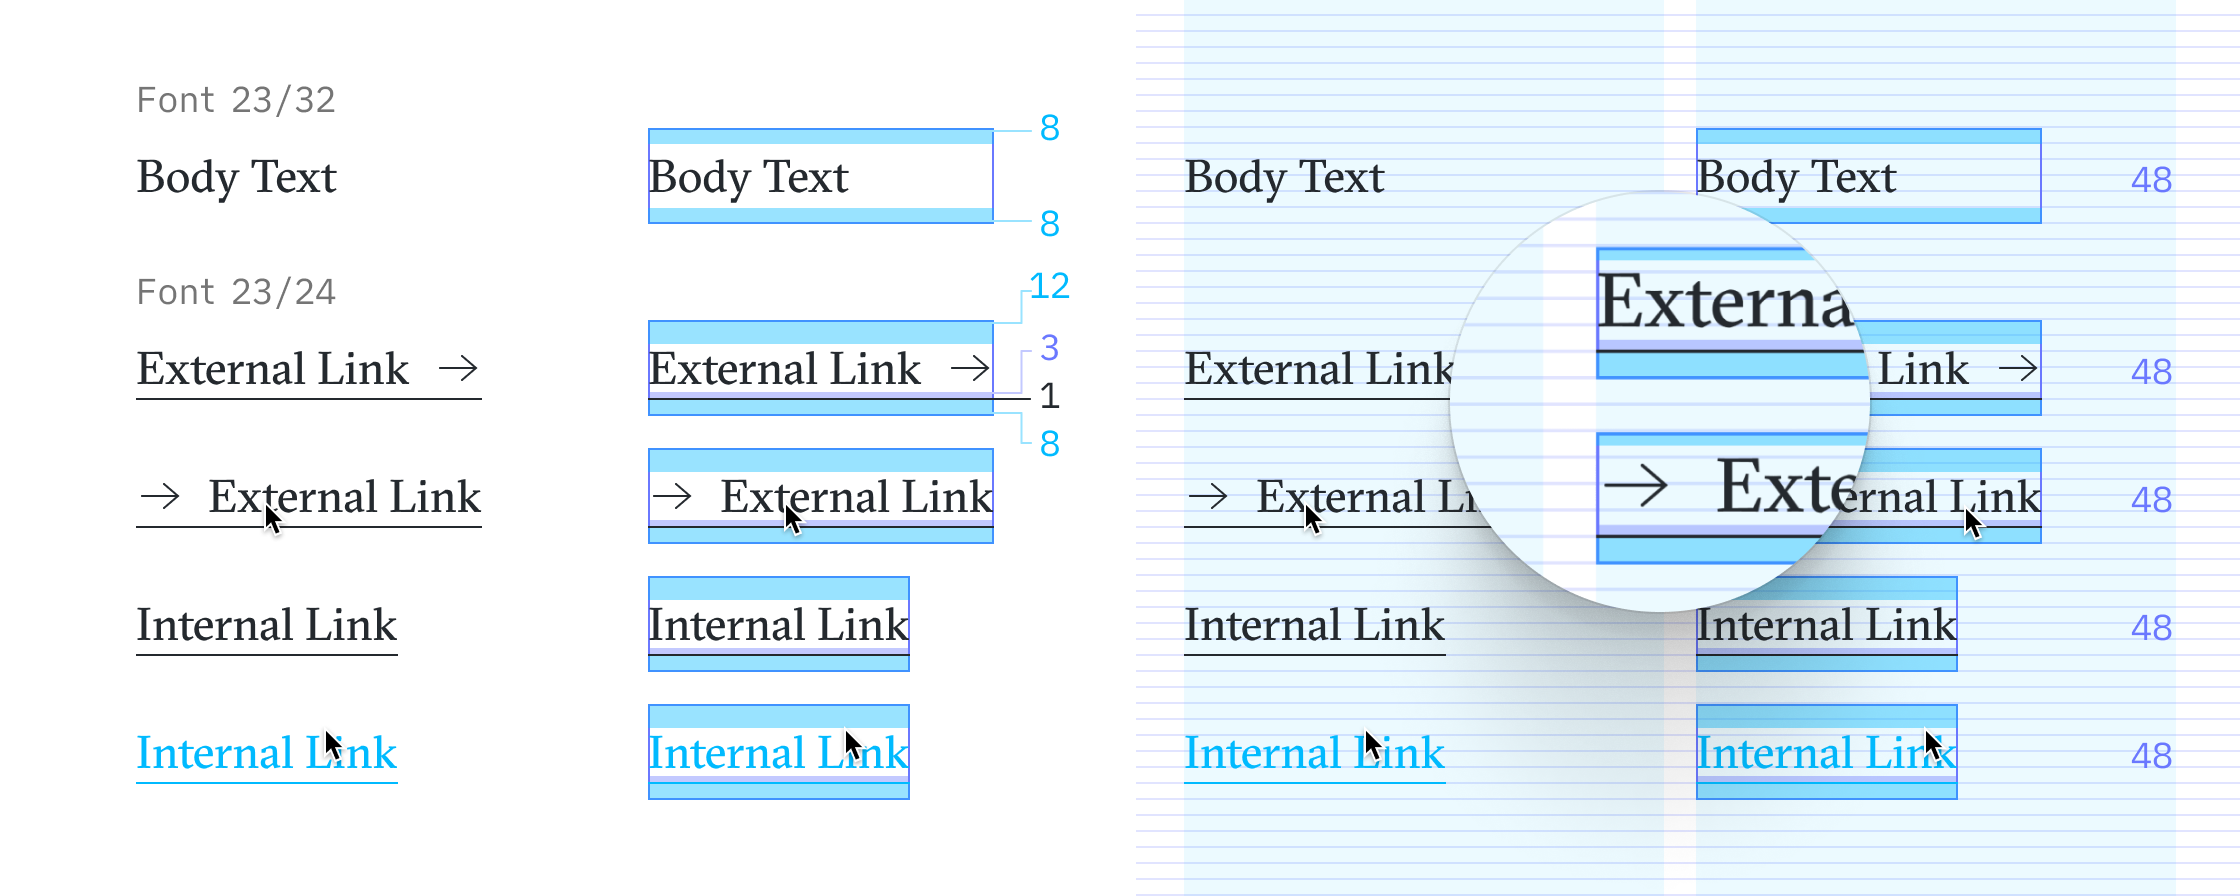 Font 23/32
8
Body Text Body Text Body Text Body Text 48
8
Font 23/24
12
Externa
3
External Link → External Link → External Link Link → 48
1
8
→ Exte
→ External Link → External Link → External Li ernal Link 48
Internal Link Internal Link Internal Link Internal Link 48
Internal Link Internal Link Internal Link Internal Link 48